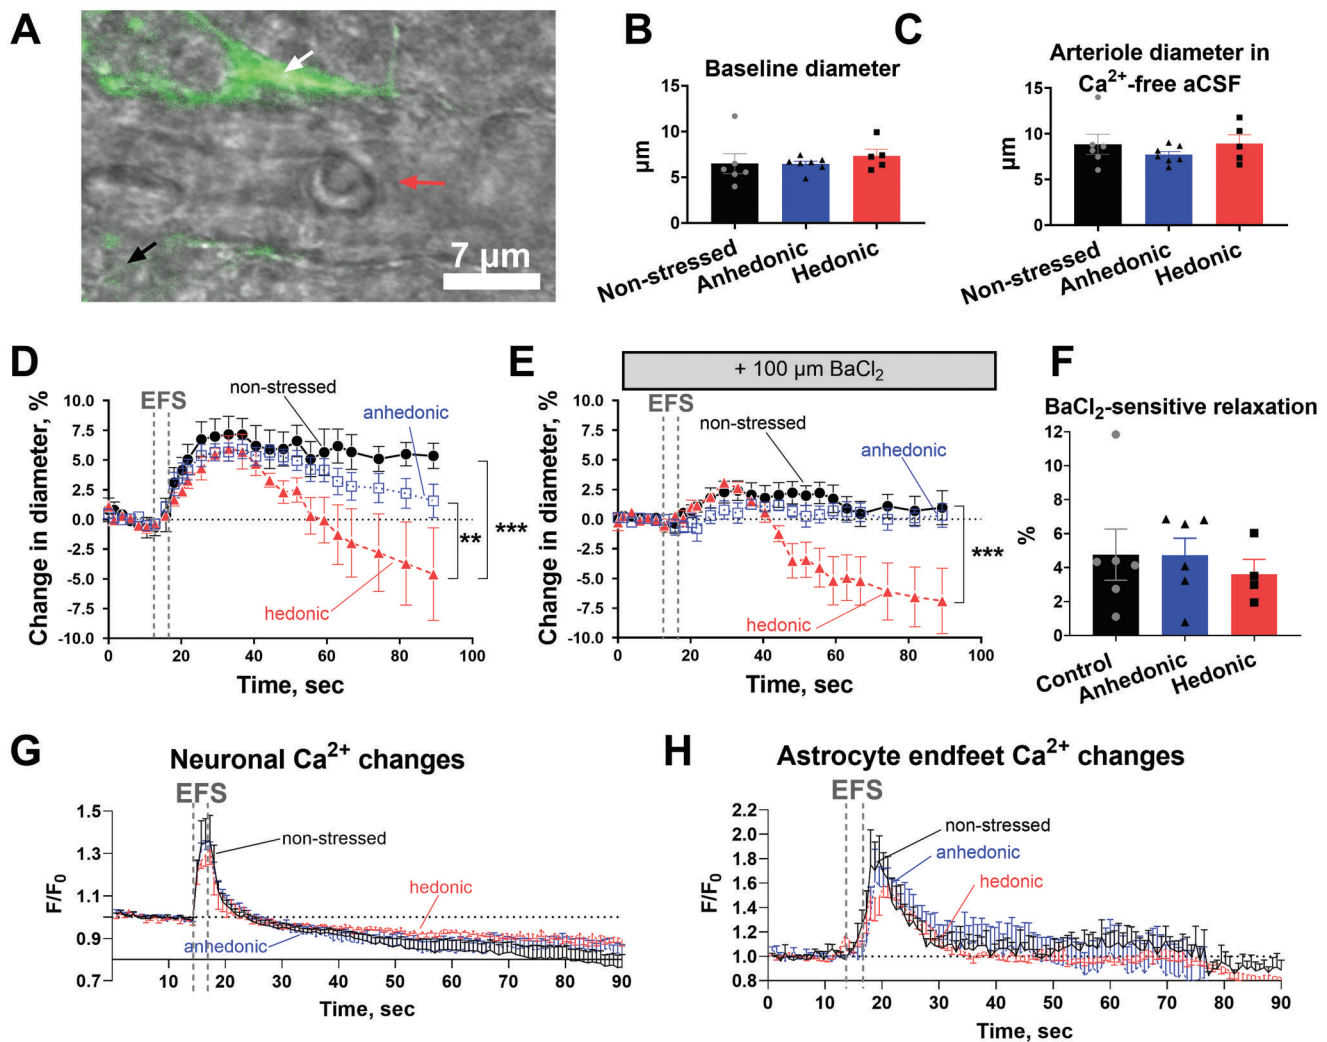 A
7 µm
B
Baseline diameter
µm
15
10
5
0
Non-stressed
Anhedonic
Hedonic
C
Arteriole diameter in
Ca²⁺-free aCSF
µm
15
10
5
0
Non-stressed
Anhedonic
Hedonic
D
EFS
non-stressed
anhedonic
hedonic
Change in diameter, %
10.0
7.5
5.0
2.5
0.0
-2.5
-5.0
-7.5
-10.0
**
***
0 20 40 60 80 100
Time, sec
E
+ 100 µm BaCl₂
EFS
non-stressed
anhedonic
hedonic
Change in diameter, %
10.0
7.5
5.0
2.5
0.0
-2.5
-5.0
-7.5
-10.0
***
0 20 40 60 80 100
Time, sec
F
BaCl₂-sensitive relaxation
%
12
10
8
6
4
2
0
Control
Anhedonic
Hedonic
G
Neuronal Ca²⁺ changes
EFS
non-stressed
hedonic
anhedonic
F/F₀
1.5
1.3
1.1
0.9
0.7
10 20 30 40 50 60 70 80 90
Time, sec
H
Astrocyte endfeet Ca²⁺ changes
EFS
non-stressed
anhedonic
hedonic
F/F₀
2.2
2.0
1.8
1.6
1.4
1.2
1.0
0.8
0 10 20 30 40 50 60 70 80 90
Time, sec